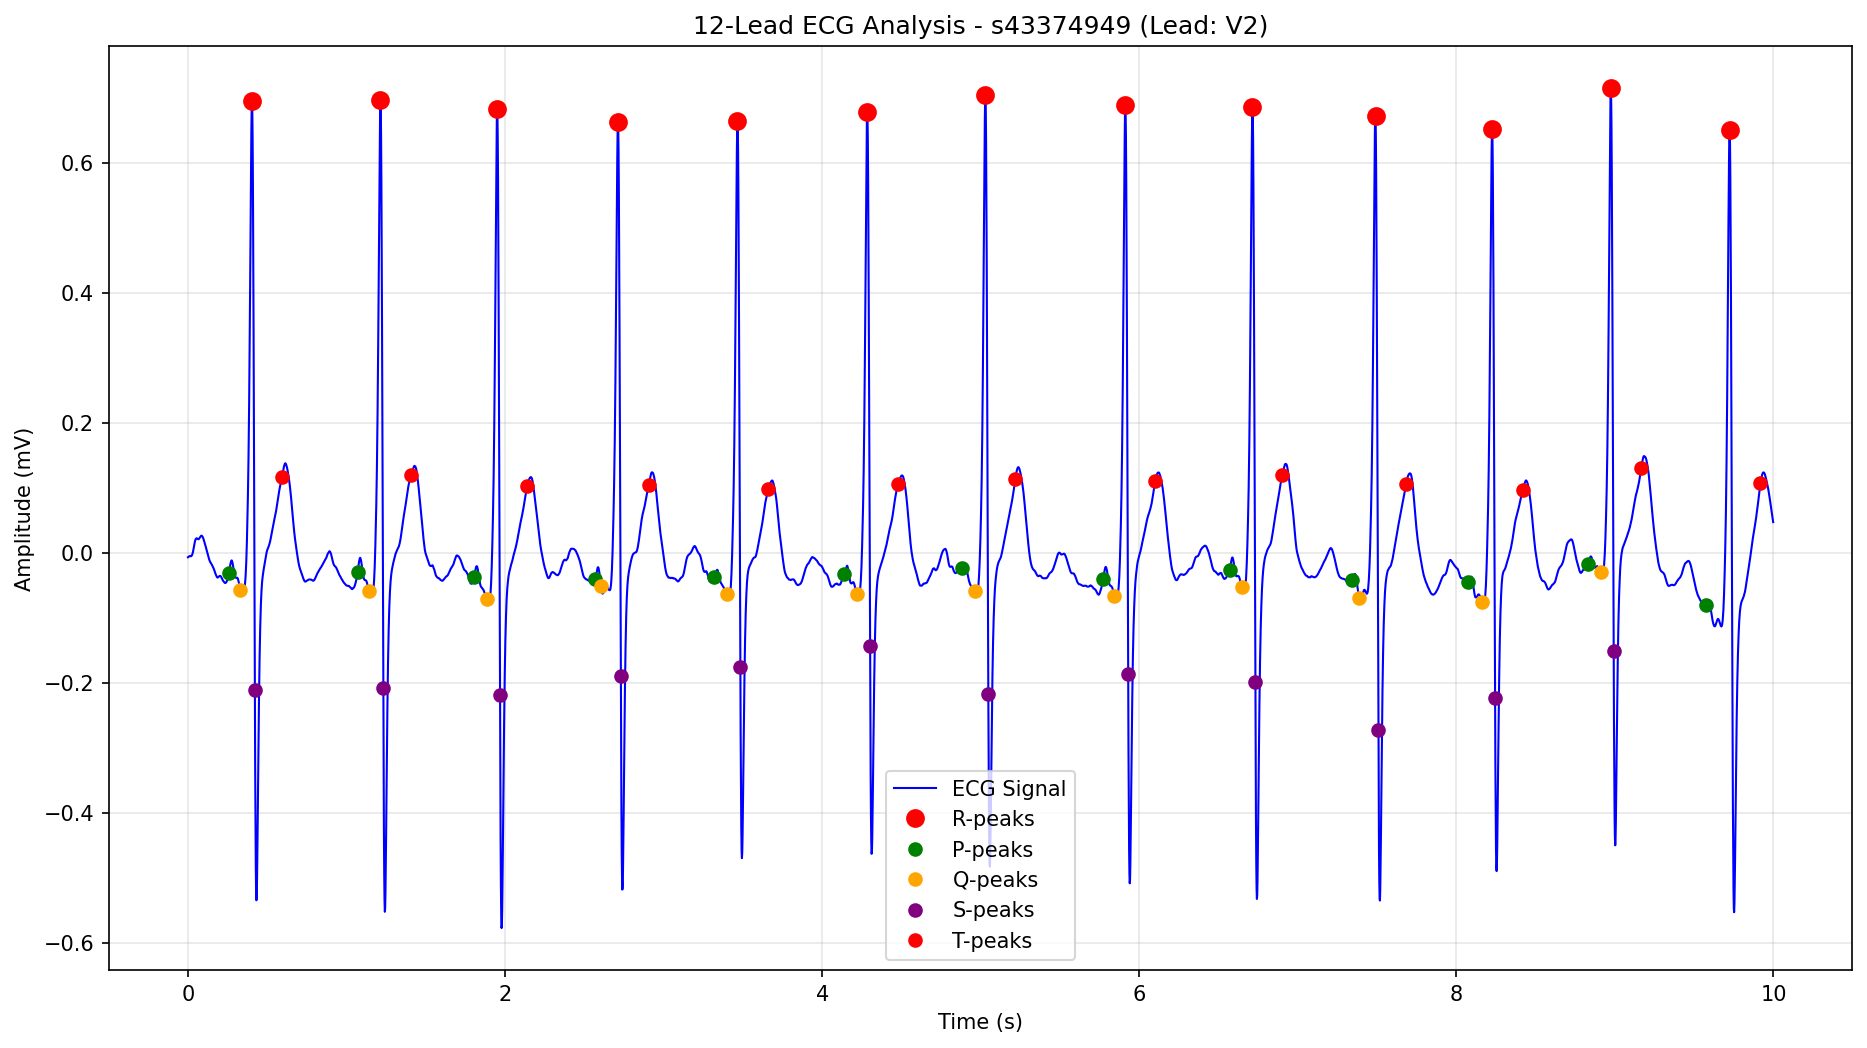 12-Lead ECG Analysis - s43374949 (Lead: V2)
Amplitude (mV)
0.6
0.4
0.2
0.0
−0.2
−0.4
−0.6
ECG Signal
R-peaks
P-peaks
Q-peaks
S-peaks
T-peaks
0 2 4 6 8 10
Time (s)